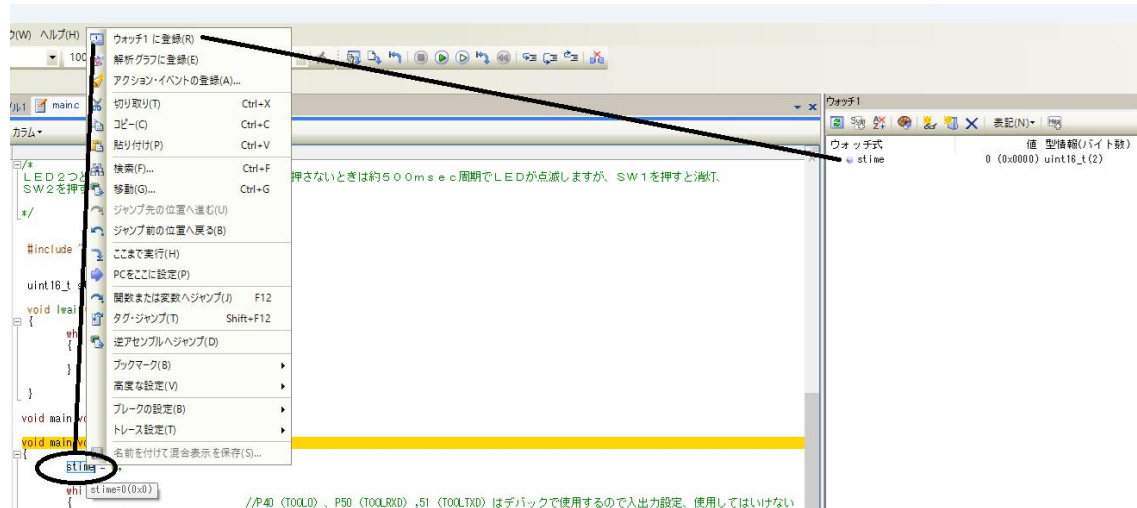 ウ(W) ヘルプ(H)
100
ウォッチ1 に登録(R)
解析グラフに登録(E)
アクション・イベントの登録(A)...
切り取り(T) Ctrl+X
コピー(C) Ctrl+C
貼り付け(P) Ctrl+V
検索(F)... Ctrl+F
移動(G)... Ctrl+G
ジャンプ先の位置へ進む(U)
ジャンプ前の位置へ戻る(B)
ここまで実行(H)
PCをここに設定(P)
関数または変数へジャンプ(J) F12
タグ・ジャンプ(T) Shift+F12
逆アセンブルへジャンプ(D)
ブックマーク(B)
高度な設定(V)
ブレークの設定(B)
トレース設定(T)
名前を付けて混合表示を保存(S)...
main.c
カラム
/*
LED2つと
押さないときは約500msec周期でLEDが点滅しますが、SW1を押すと消灯、
SW2を押す
*/
#include
uint16_t s
void lwait
{
wh
{
}
}
void main
void main
{
stime =
stime=0(0x0)
whi
{
//P40 (TOOL0) 、P50 (TOOLRXD) ,51 (TOOLTXD) はデバックで使用するので入出力設定、使用してはいけない
ウォッチ1
表記(N)
ウォッチ式 値 型情報(バイト数)
stime 0 (0x0000) uint16_t(2)